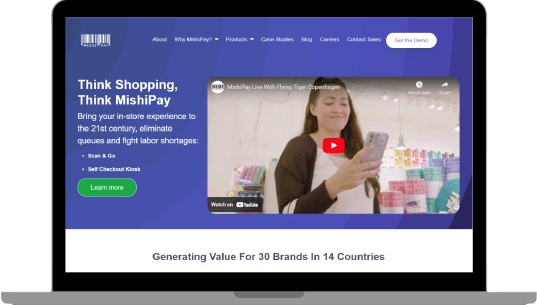 MISHIPAY
About Why MishiPay? Products Case Studies Blog Careers Contact Sales Get the Demo
Think Shopping,
Think MishiPay
Bring your in-store experience to
the 21st century, eliminate
queues and fight labor shortages:
Scan & Go
Self Checkout Kiosk
Learn more
MishiPay Live With Flying Tiger Copenhagen
Watch later Share
Watch on YouTube
Generating Value For 30 Brands In 14 Countries